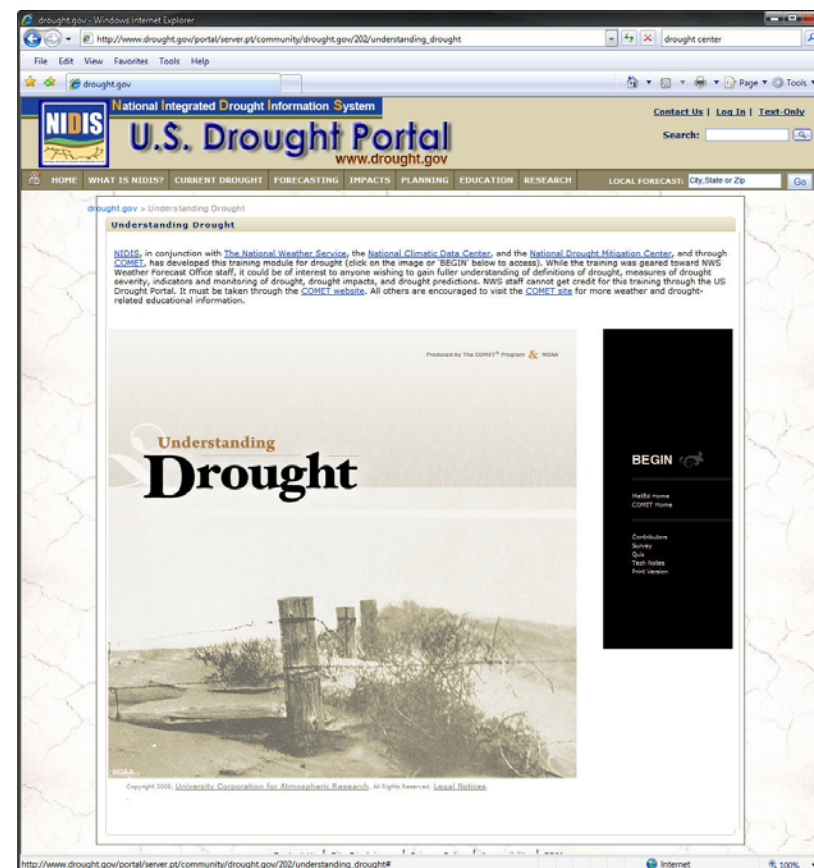 drought.gov - Windows Internet Explorer
http://www.drought.gov/portal/server.pt/community/drought.gov/202/understanding_drought
drought center
File Edit View Favorites Tools Help
drought.gov
Page Tools
National Integrated Drought Information System
Contact Us | Log In | Text-Only
NIDIS
U.S. Drought Portal
Search:
www.drought.gov
HOME WHAT IS NIDIS? CURRENT DROUGHT FORECASTING IMPACTS PLANNING EDUCATION RESEARCH LOCAL FORECAST: City,State or Zip Go
drought.gov > Understanding Drought
Understanding Drought
NIDIS, in conjunction with The National Weather Service, the National Climatic Data Center, and the National Drought Mitigation Center, and through
COMET, has developed this training module for drought (click on the image or 'BEGIN' below to access). While the training was geared toward NWS
Weather Forecast Office staff, it could be of interest to anyone wishing to gain fuller understanding of definitions of drought, measures of drought
severity, indicators and monitoring of drought, drought impacts, and drought predictions. NWS staff cannot get credit for this training through the US
Drought Portal. It must be taken through the COMET website. All others are encouraged to visit the COMET site for more weather and drought-
related educational information.
Produced by The COMET® Program & NOAA
Understanding
Drought
BEGIN
MetEd Home
COMET Home
Contributors
Survey
Quiz
Tech Notes
Print Version
NOAA
Copyright 2008, University Corporation for Atmospheric Research. All Rights Reserved. Legal Notices.
http://www.drought.gov/portal/server.pt/community/drought.gov/202/understanding_drought#
Internet
100%